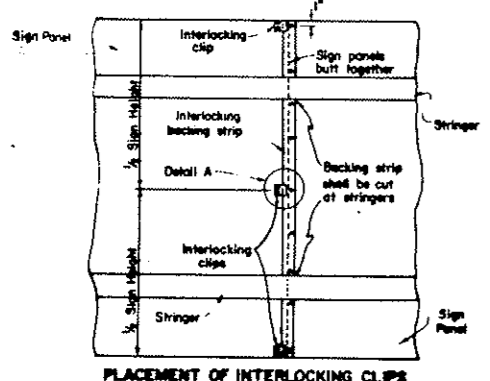 1"
Sign Panel
Interlocking
clip
Sign panels
butt together
Stringer
½ Sign Height
Interlocking
backing strip
Detail A
Backing strip
shall be cut
at stringers
Interlocking
clips
½ Sign Height
Stringer
Sign
Panel
PLACEMENT OF INTERLOCKING CLIPS